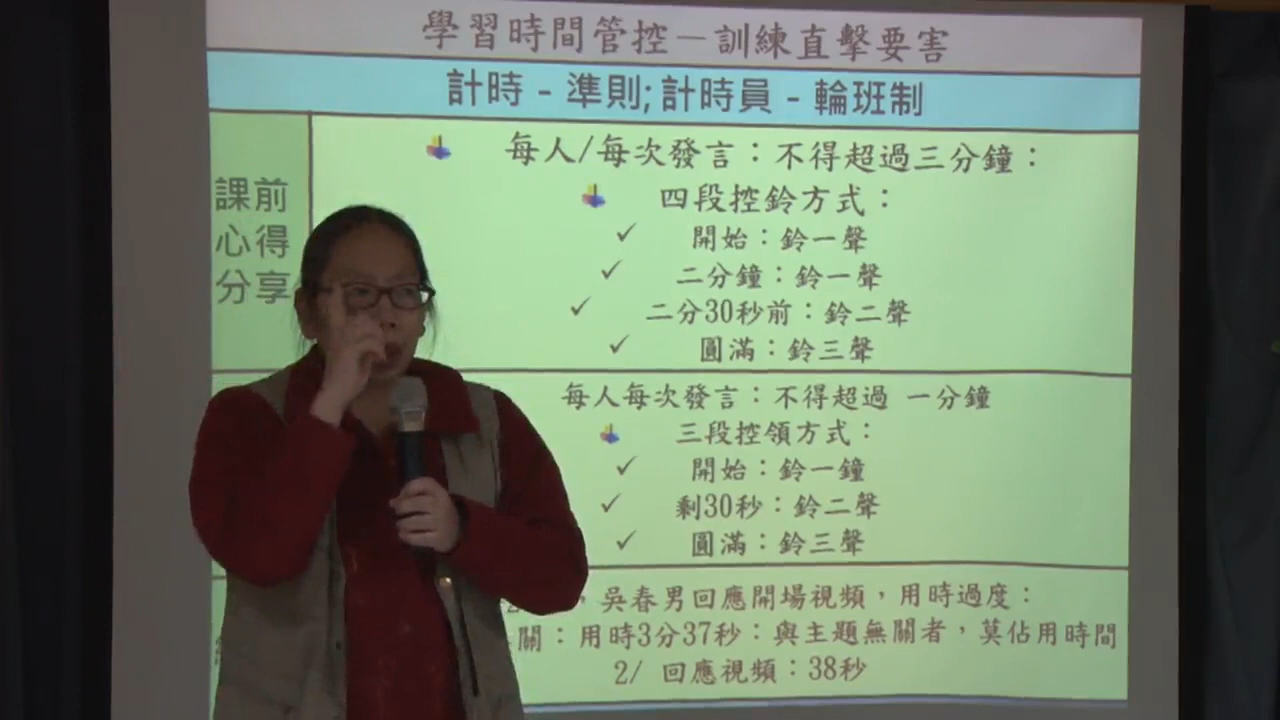 學習時間管控－訓練直擊要害
計時 - 準則; 計時員 - 輪班制
課前
心得
分享
每人/每次發言：不得超過三分鐘：
四段控鈴方式：
✓ 開始：鈴一聲
✓ 二分鐘：鈴一聲
✓ 二分30秒前：鈴二聲
✓ 圓滿：鈴三聲
每人每次發言：不得超過 一分鐘
三段控領方式：
✓ 開始：鈴一鐘
✓ 剩30秒：鈴二聲
✓ 圓滿：鈴三聲
，吳春男回應開場視頻，用時過度：
關：用時3分37秒：與主題無關者，莫佔用時間
2/ 回應視頻：38秒